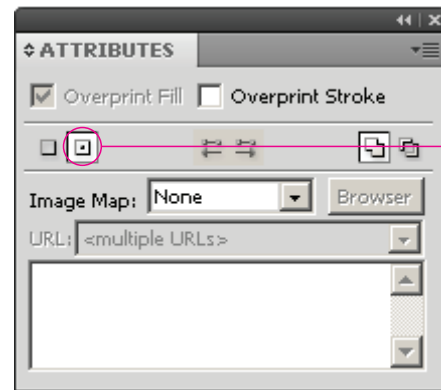 ATTRIBUTES
Overprint Fill Overprint Stroke
Image Map: None Browser
URL: <multiple URLs>